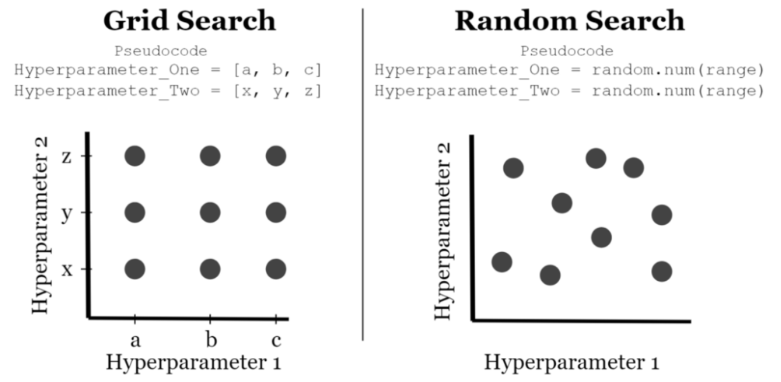 Grid Search
Pseudocode
Hyperparameter_One = [a, b, c]
Hyperparameter_Two = [x, y, z]
Hyperparameter 2
z
y
x
a b c
Hyperparameter 1
Random Search
Pseudocode
Hyperparameter_One = random.num(range)
Hyperparameter_Two = random.num(range)
Hyperparameter 2
Hyperparameter 1